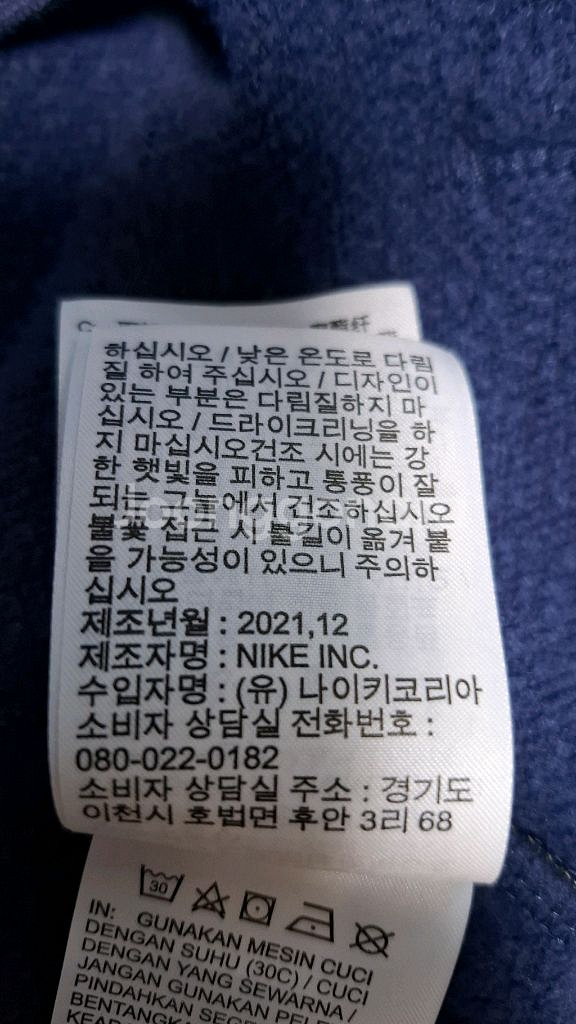 하십시오 / 낮은 온도로 다림
질 하여 주십시오 / 디자인이
있는 부분은 다림질하지 마
십시오 / 드라이크리닝을 하
지 마십시오건조 시에는 강
한 햇빛을 피하고 통풍이 잘
되는 그늘에서 건조하십시오
불꽃 접근 시 불길이 옮겨 붙
을 가능성이 있으니 주의하
십시오
제조년월 : 2021,12
제조자명 : NIKE INC.
수입자명 : (유) 나이키코리아
소비자 상담실 전화번호 :
080-022-0182
소비자 상담실 주소 : 경기도
이천시 호법면 후안 3리 68
30
IN: GUNAKAN MESIN CUCI
DENGAN SUHU (30C) / CUCI
DENGAN YANG SEWARNA /
JANGAN GUNAKAN
PINDAHKAN